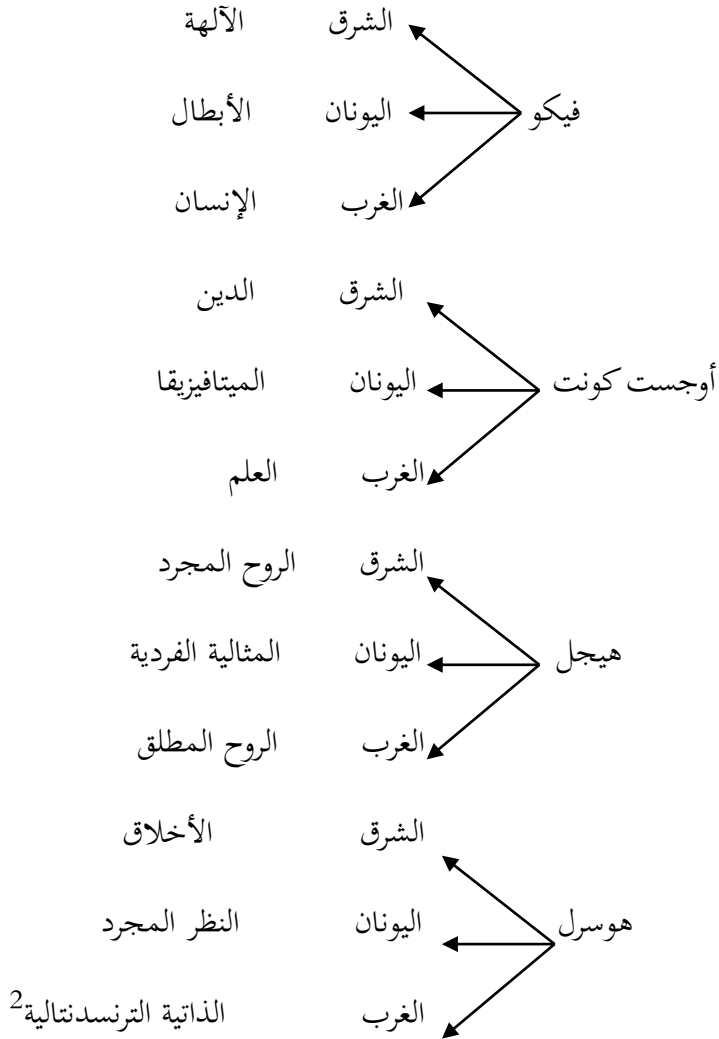 الشرق الآلهة
فيكو اليونان الأبطال
الغرب الإنسان
الشرق الدين
أوجست كونت اليونان الميتافيزيقا
الغرب العلم
الشرق الروح المجرد
هيجل اليونان المثالية الفردية
الغرب الروح المطلق
الشرق الأخلاق
هوسرل اليونان النظر المجرد
الغرب الذاتية الترنسدنتالية2